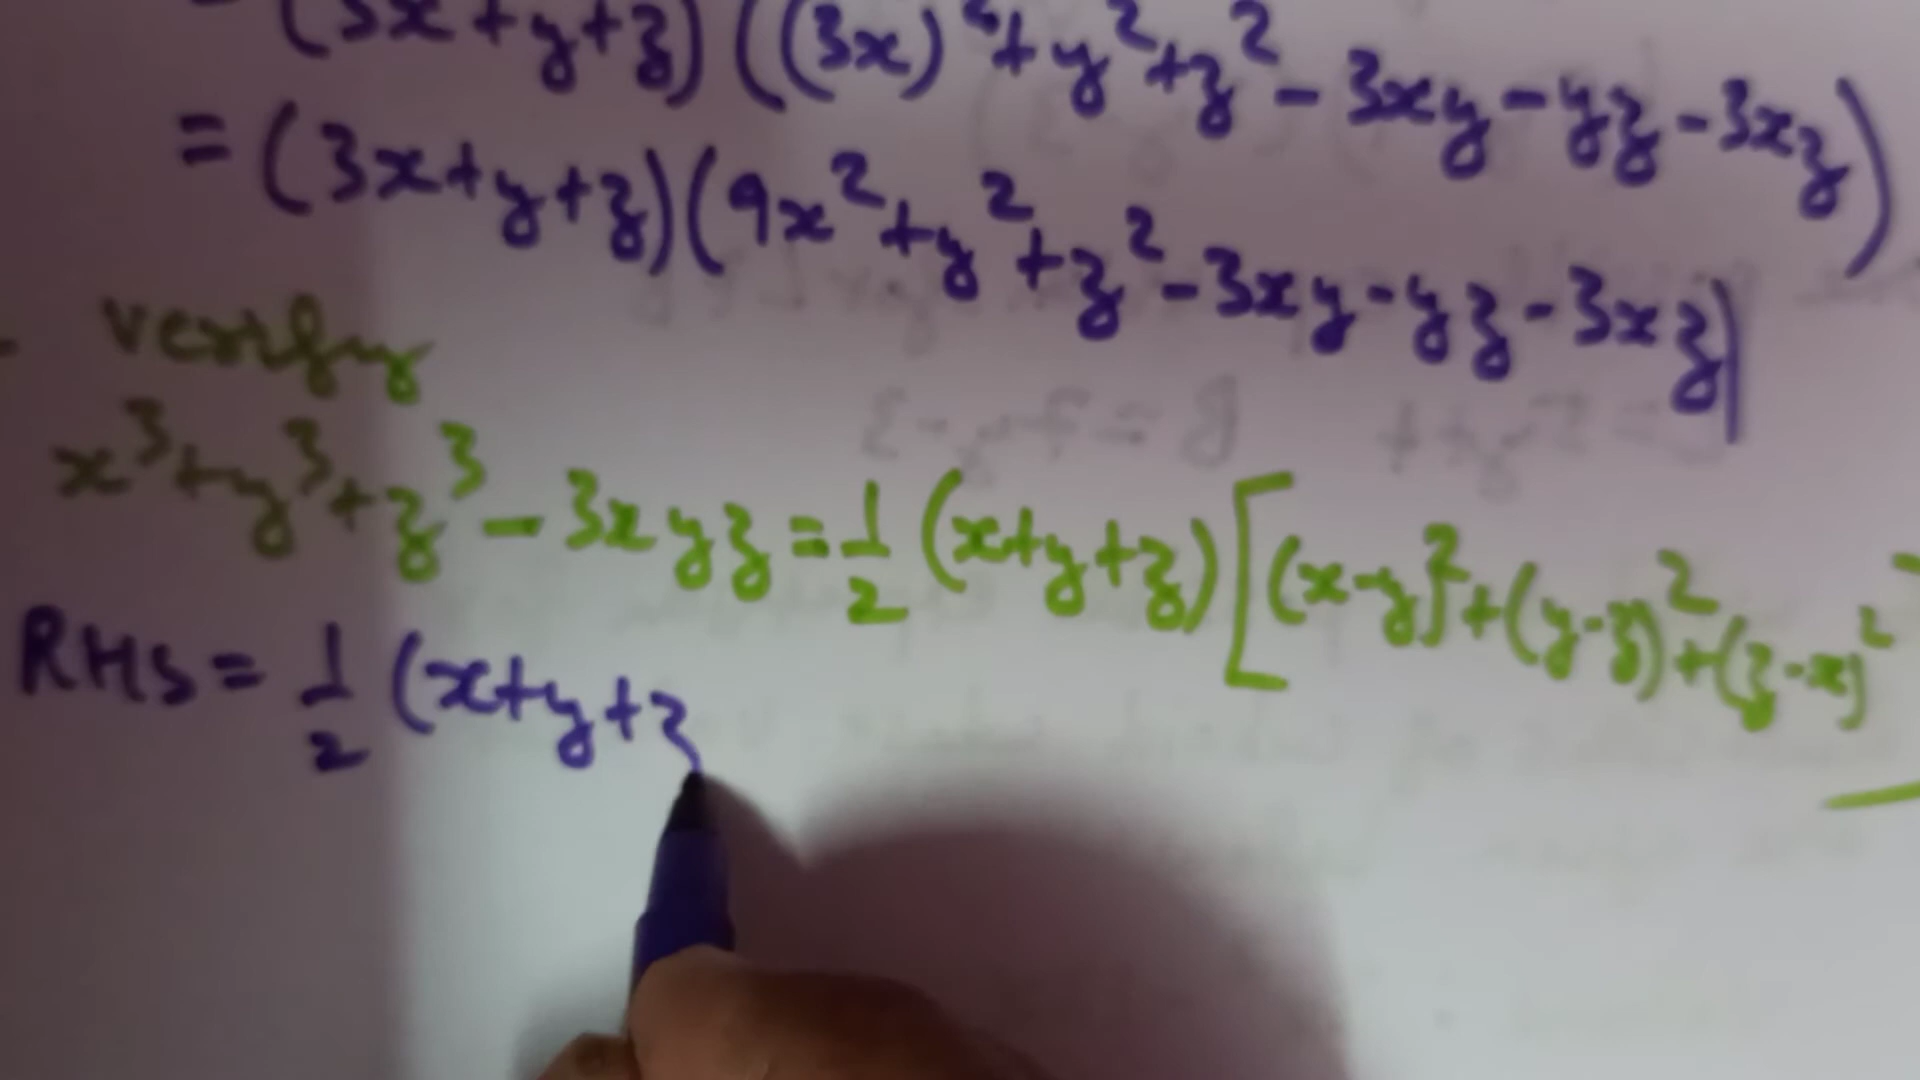 (3x+y+z)((3x)²+y²+z²-3xy-yz-3xz)
=(3x+y+z)(9x²+y²+z²-3xy-yz-3xz)
verify
x³+y³+z³-3xyz=1/2(x+y+z)[(x-y)²+(y-z)²+(z-x)²
RHS=1/2(x+y+z